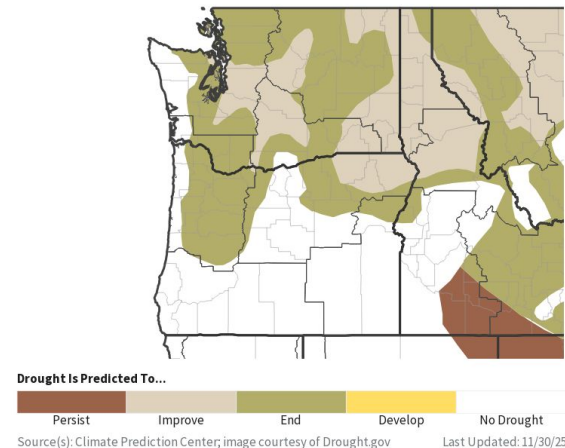 Drought Is Predicted To...
Persist Improve End Develop No Drought
Source(s): Climate Prediction Center; image courtesy of Drought.gov Last Updated: 11/30/25